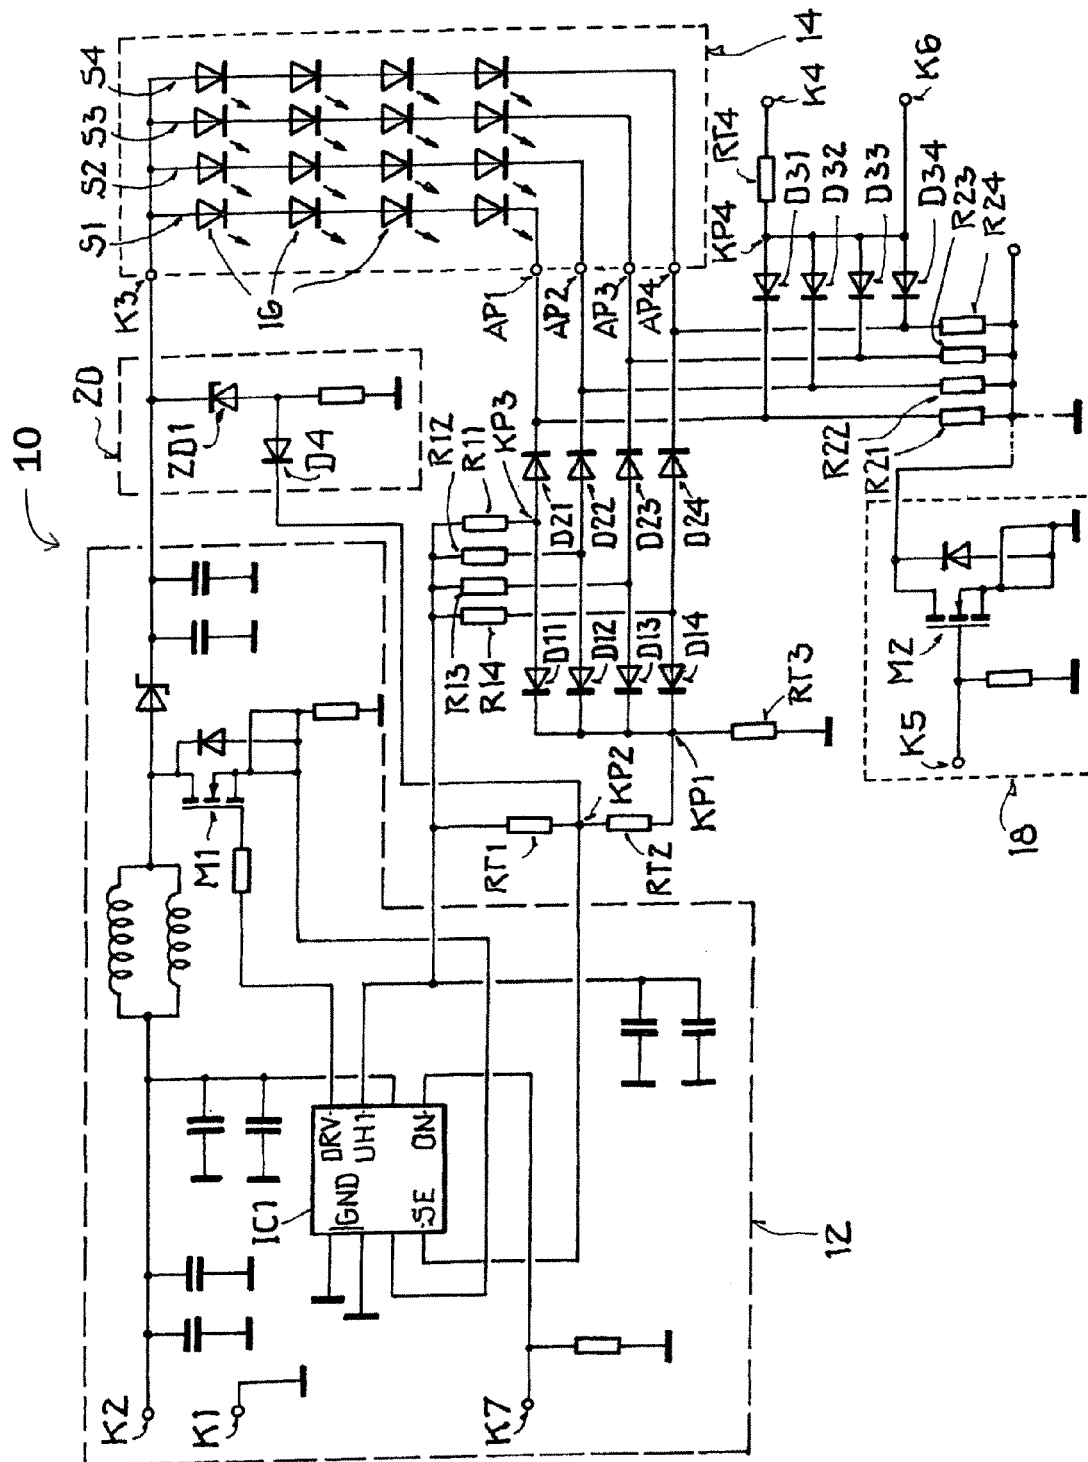 10
20
ZD1
D4
K3
S1
S2
S3
S4
16
14
AP1
AP2
AP3
AP4
KP3
R12
R11
R13
R14
D21
D22
D23
D24
D11
D12
D13
D14
KP4
RT4
K4
K6
D31
D32
D33
D34
R23
R24
R22
R21
M2
K5
18
RT3
KP1
KP2
RT1
RT2
M1
IC1
GND
DRV
UH1
SE
ON
12
K2
K1
K7